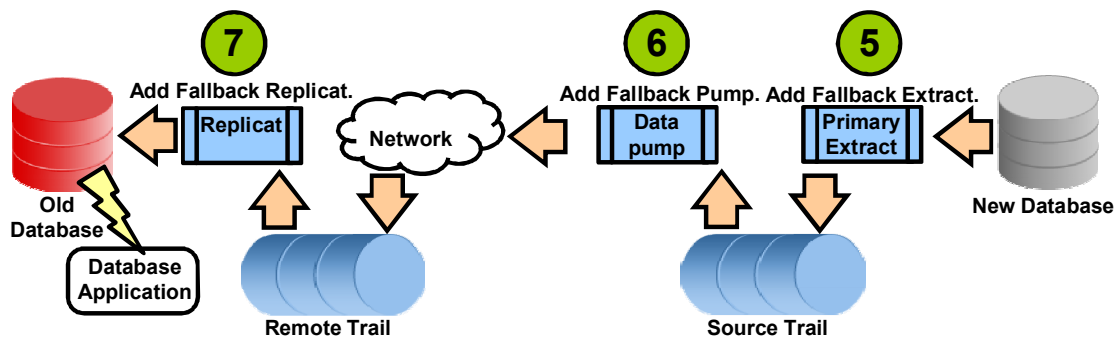 7
6
5
Add Fallback Replicat.
Add Fallback Pump.
Add Fallback Extract.
Replicat
Network
Data
pump
Primary
Extract
Old
Database
New Database
Database
Application
Remote Trail
Source Trail